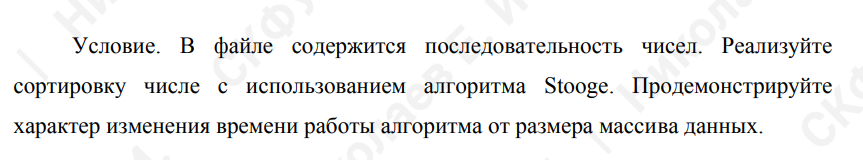 Условие. В файле содержится последовательность чисел. Реализуйте
сортировку числе с использованием алгоритма Stooge. Продемонстрируйте
характер изменения времени работы алгоритма от размера массива данных.